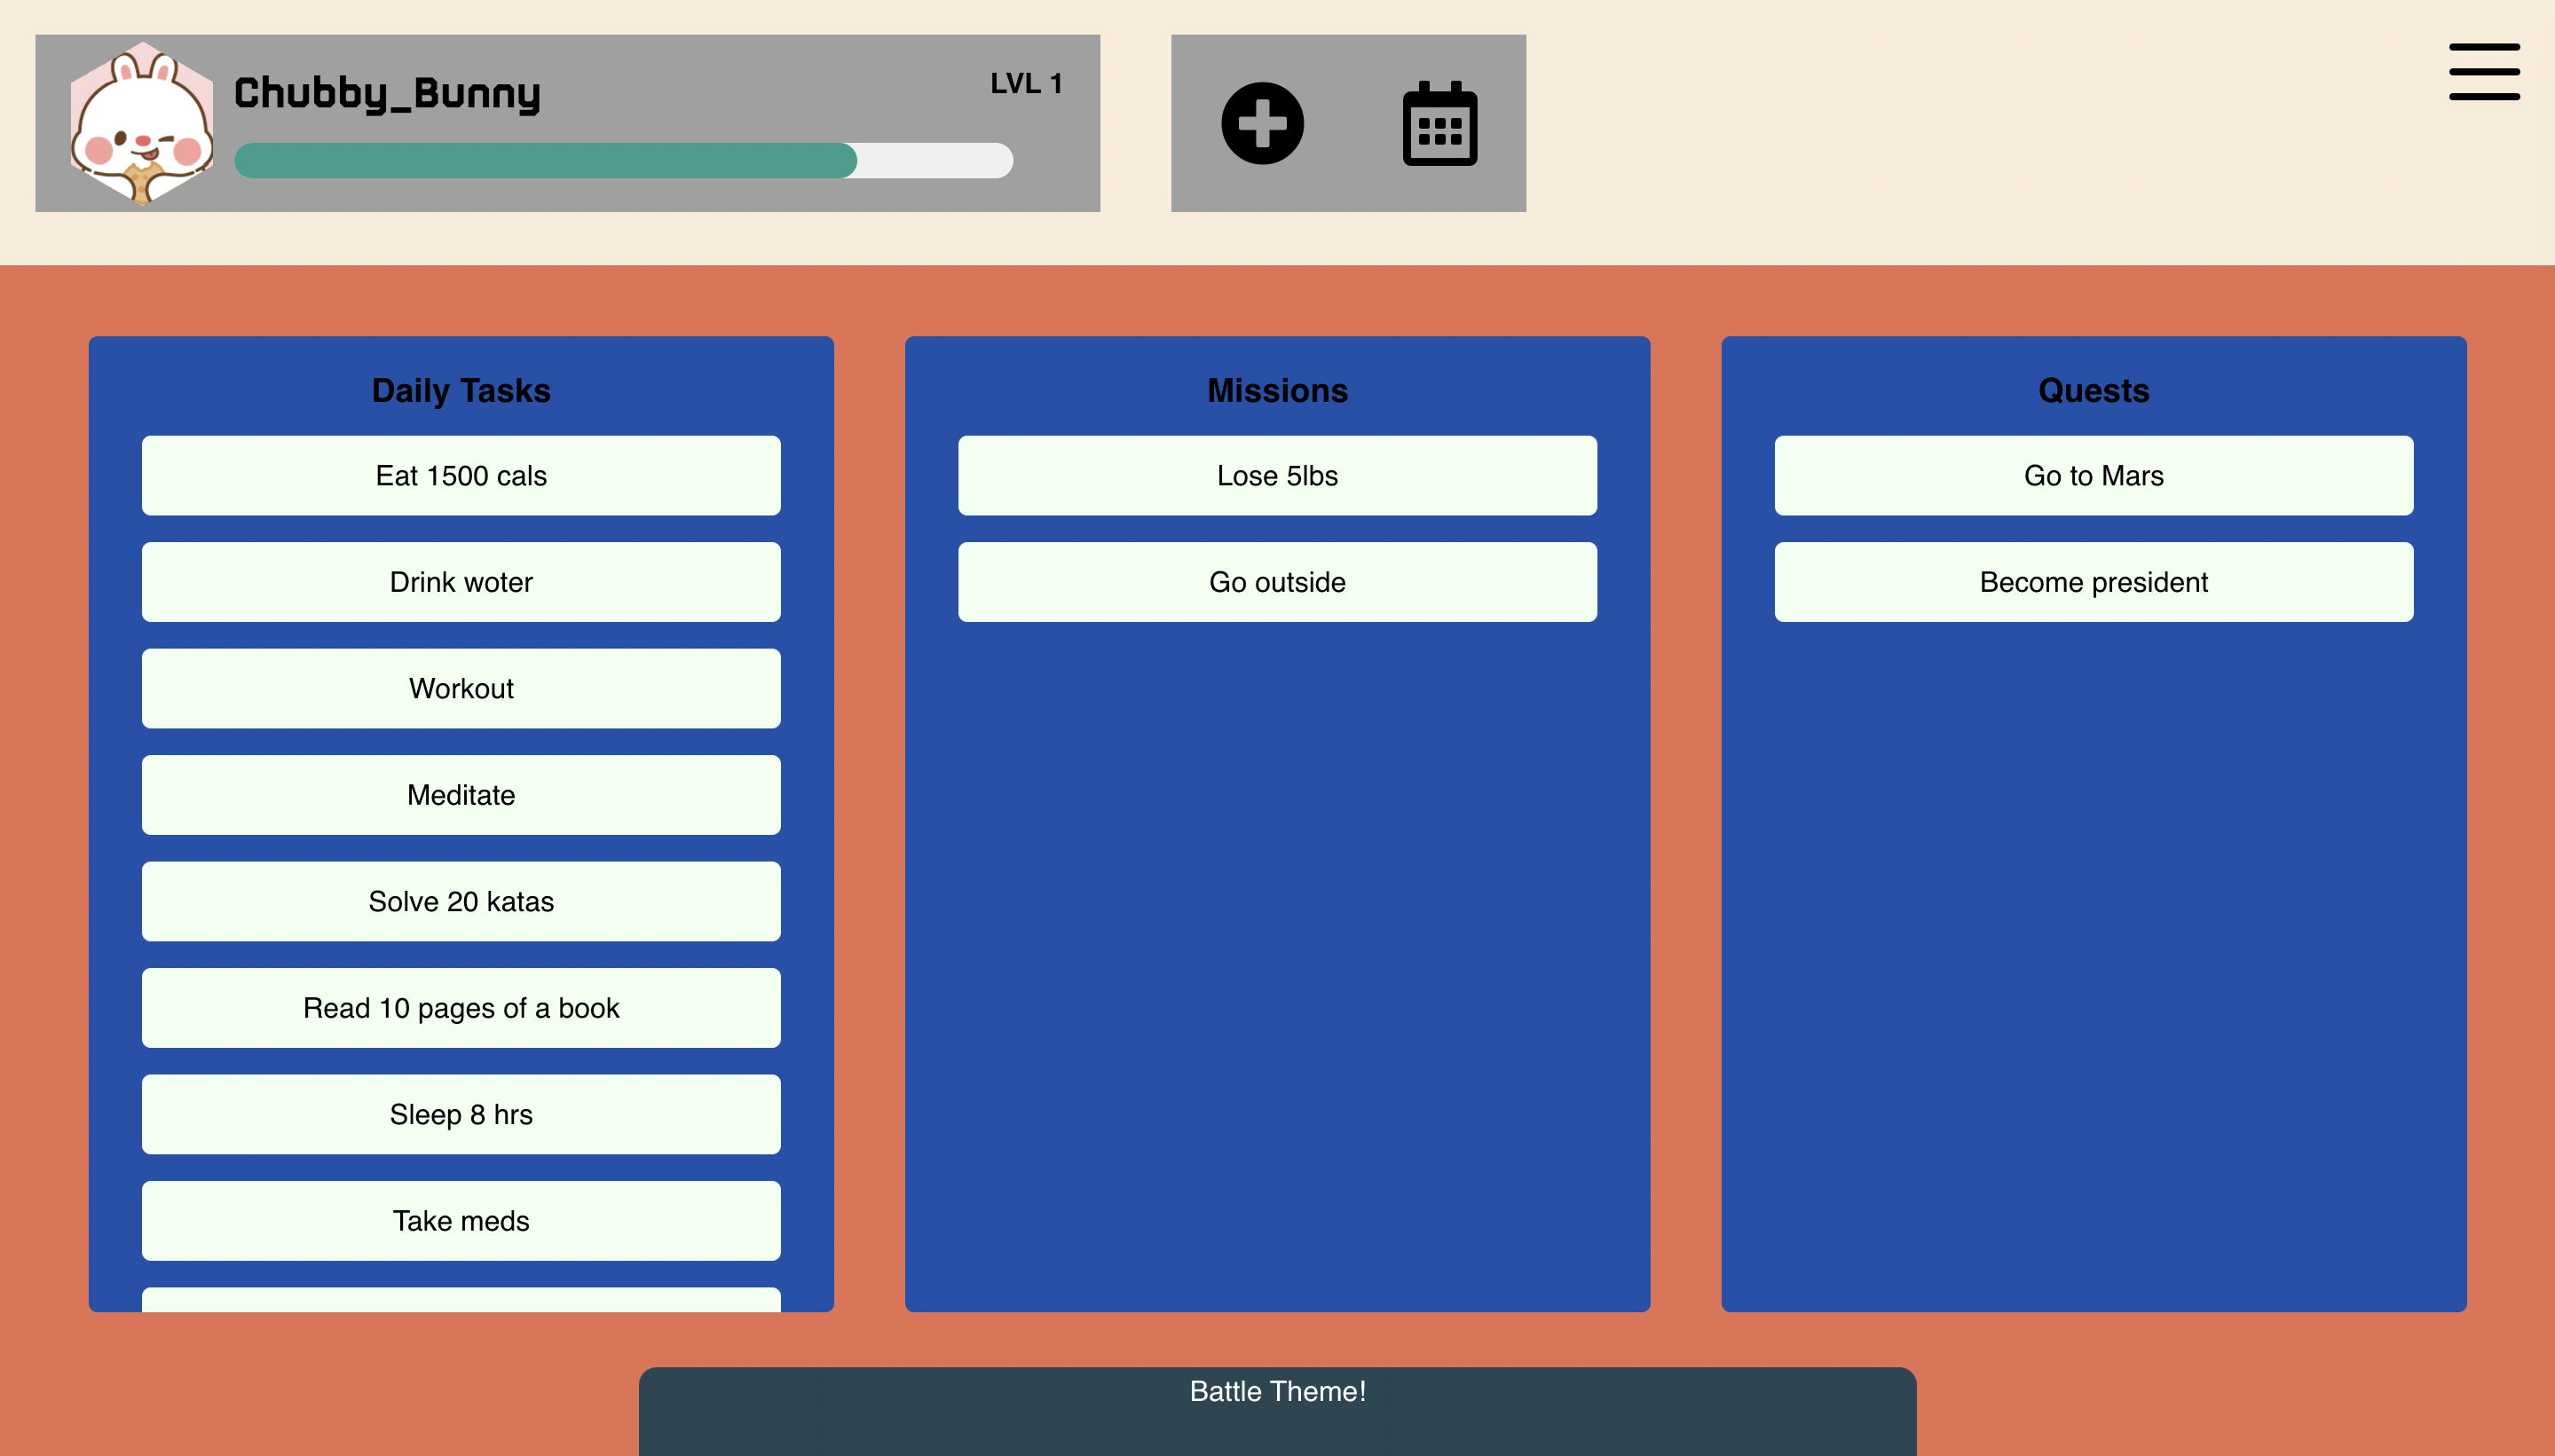 Chubby_Bunny
LVL 1
Daily Tasks
Eat 1500 cals
Drink woter
Workout
Meditate
Solve 20 katas
Read 10 pages of a book
Sleep 8 hrs
Take meds
Missions
Lose 5lbs
Go outside
Quests
Go to Mars
Become president
Battle Theme!